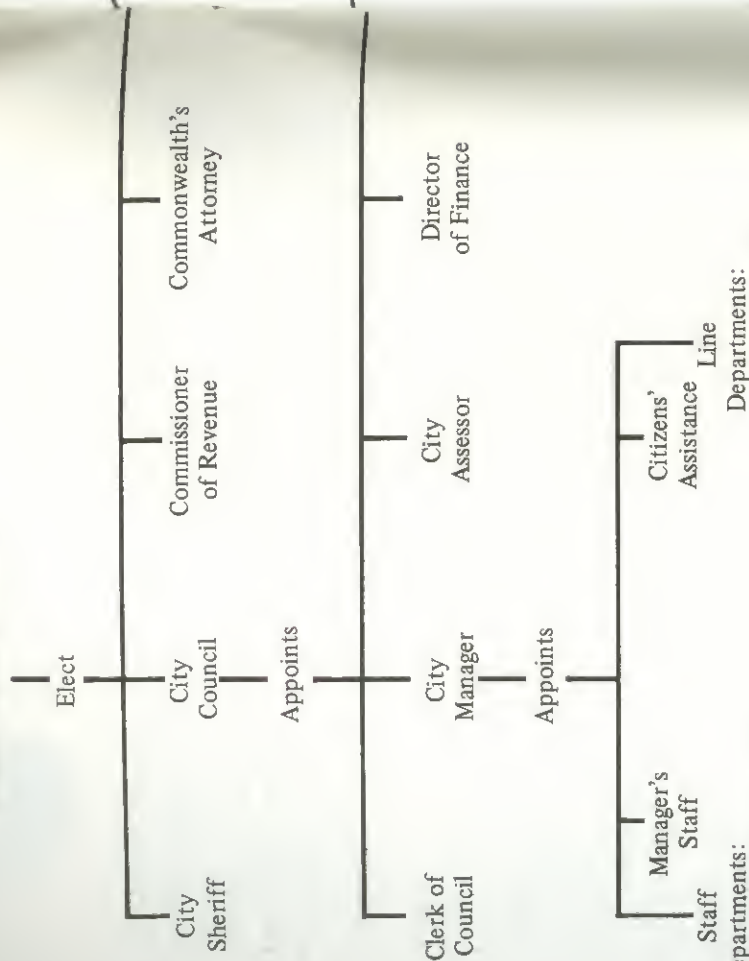 Elect
City
Sheriff
City
Council
Commissioner
of Revenue
Commonwealth's
Attorney
Appoints
Clerk of
Council
City
Manager
City
Assessor
Director
of Finance
Appoints
Staff
epartments:
Manager's
Staff
Citizens'
Assistance
Line
Departments: